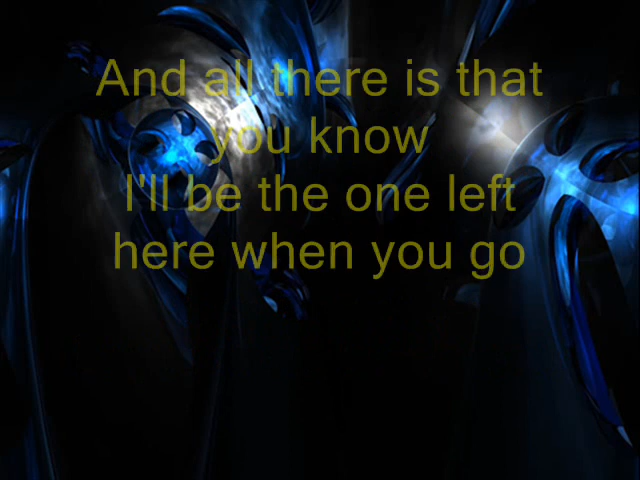 And all there is that
you know
I'll be the one left
here when you go